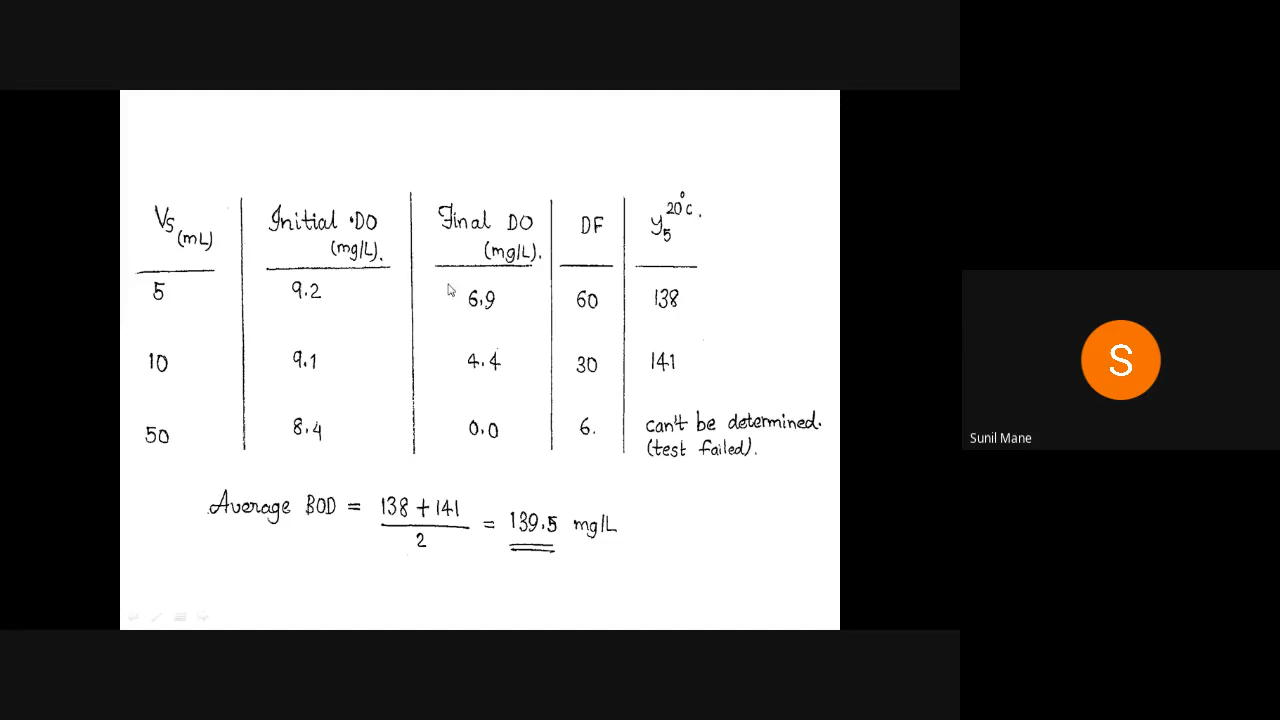 Vs (mL) Initial DO (mg/L). Final DO (mg/L). DF y5 20°c.
5 9.2 6.9 60 138
10 9.1 4.4 30 141
50 8.4 0.0 6. can't be determined. (test failed).
Average BOD = 138 + 141 / 2 = 139.5 mg/L
S
Sunil Mane